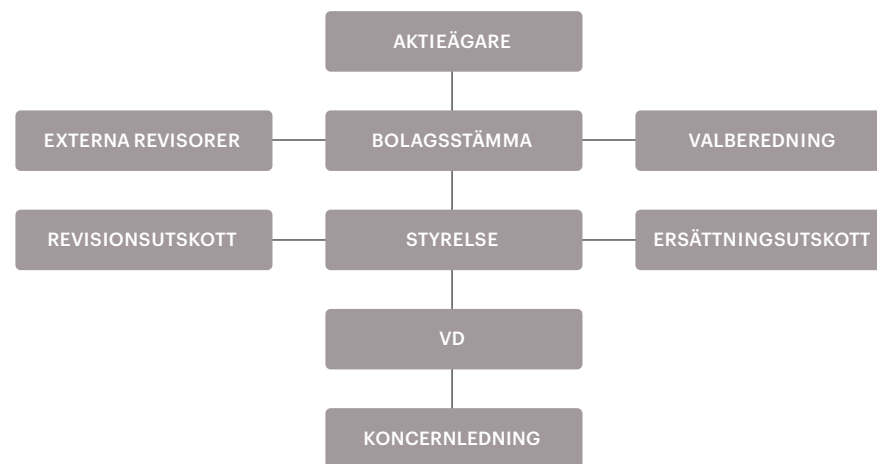 AKTIEÄGARE
EXTERNA REVISORER
BOLAGSSTÄMMA
VALBEREDNING
REVISIONSUTSKOTT
STYRELSE
ERSÄTTNINGSUTSKOTT
VD
KONCERNLEDNING